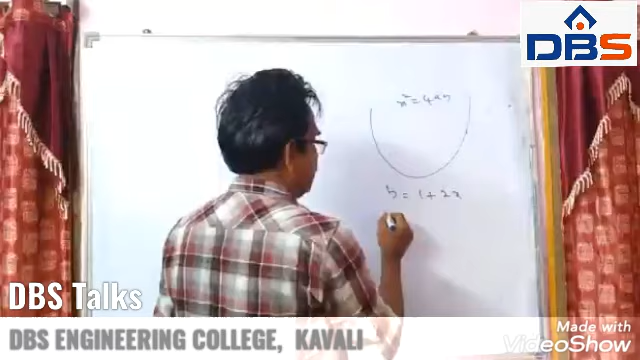 DBS
x² = 4ay
y = 1 + 2x
DBS Talks
DBS ENGINEERING COLLEGE, KAVALI
Made with
VideoShow